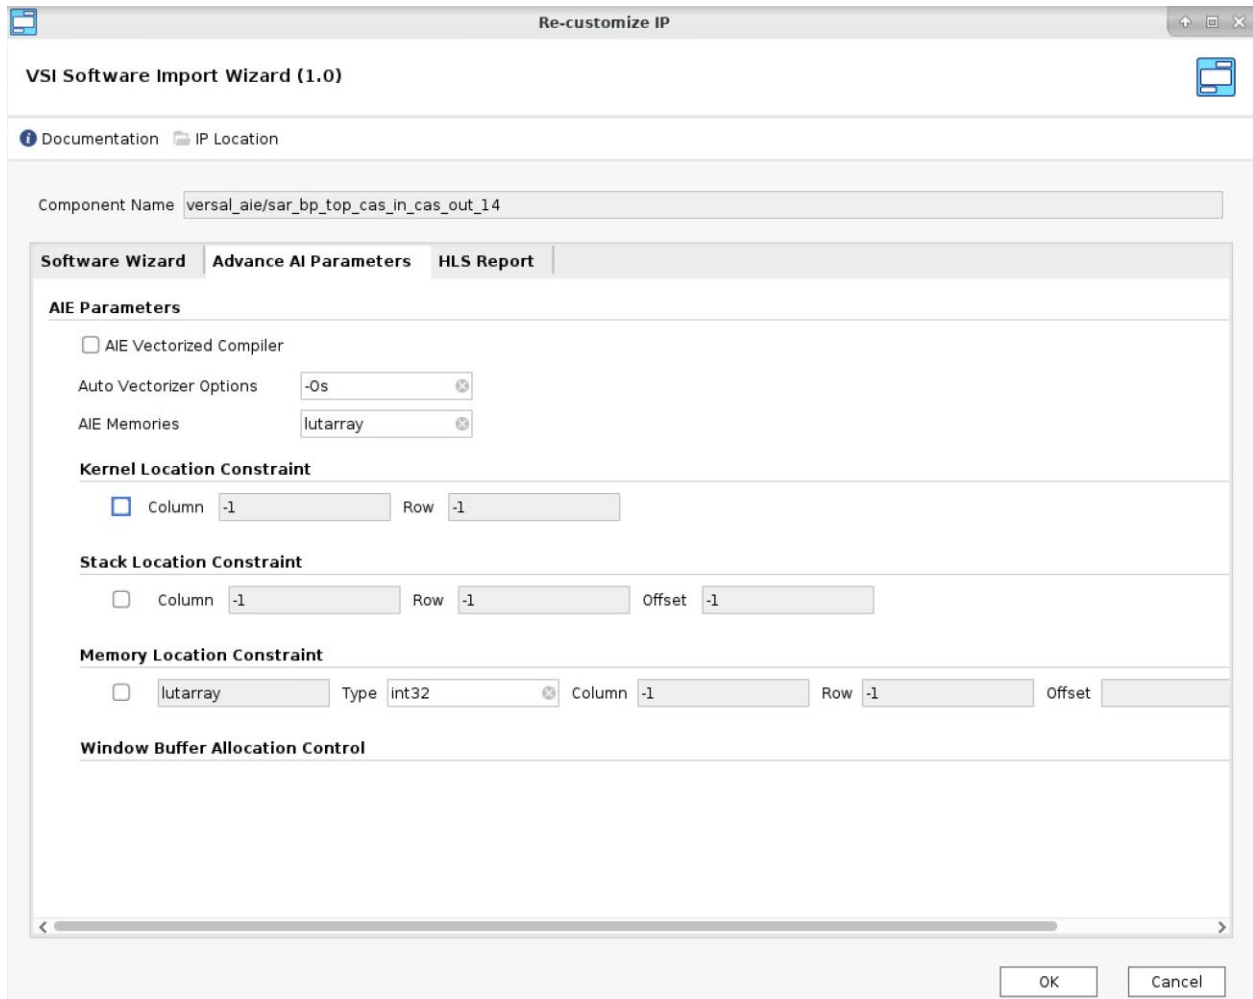 Re-customize IP
VSI Software Import Wizard (1.0)
Documentation IP Location
Component Name versal_aie/sar_bp_top_cas_in_cas_out_14
Software Wizard Advance AI Parameters HLS Report
AIE Parameters
AIE Vectorized Compiler
Auto Vectorizer Options -Os
AIE Memories lutarray
Kernel Location Constraint
Column -1 Row -1
Stack Location Constraint
Column -1 Row -1 Offset -1
Memory Location Constraint
lutarray Type int32 Column -1 Row -1 Offset
Window Buffer Allocation Control
OK Cancel